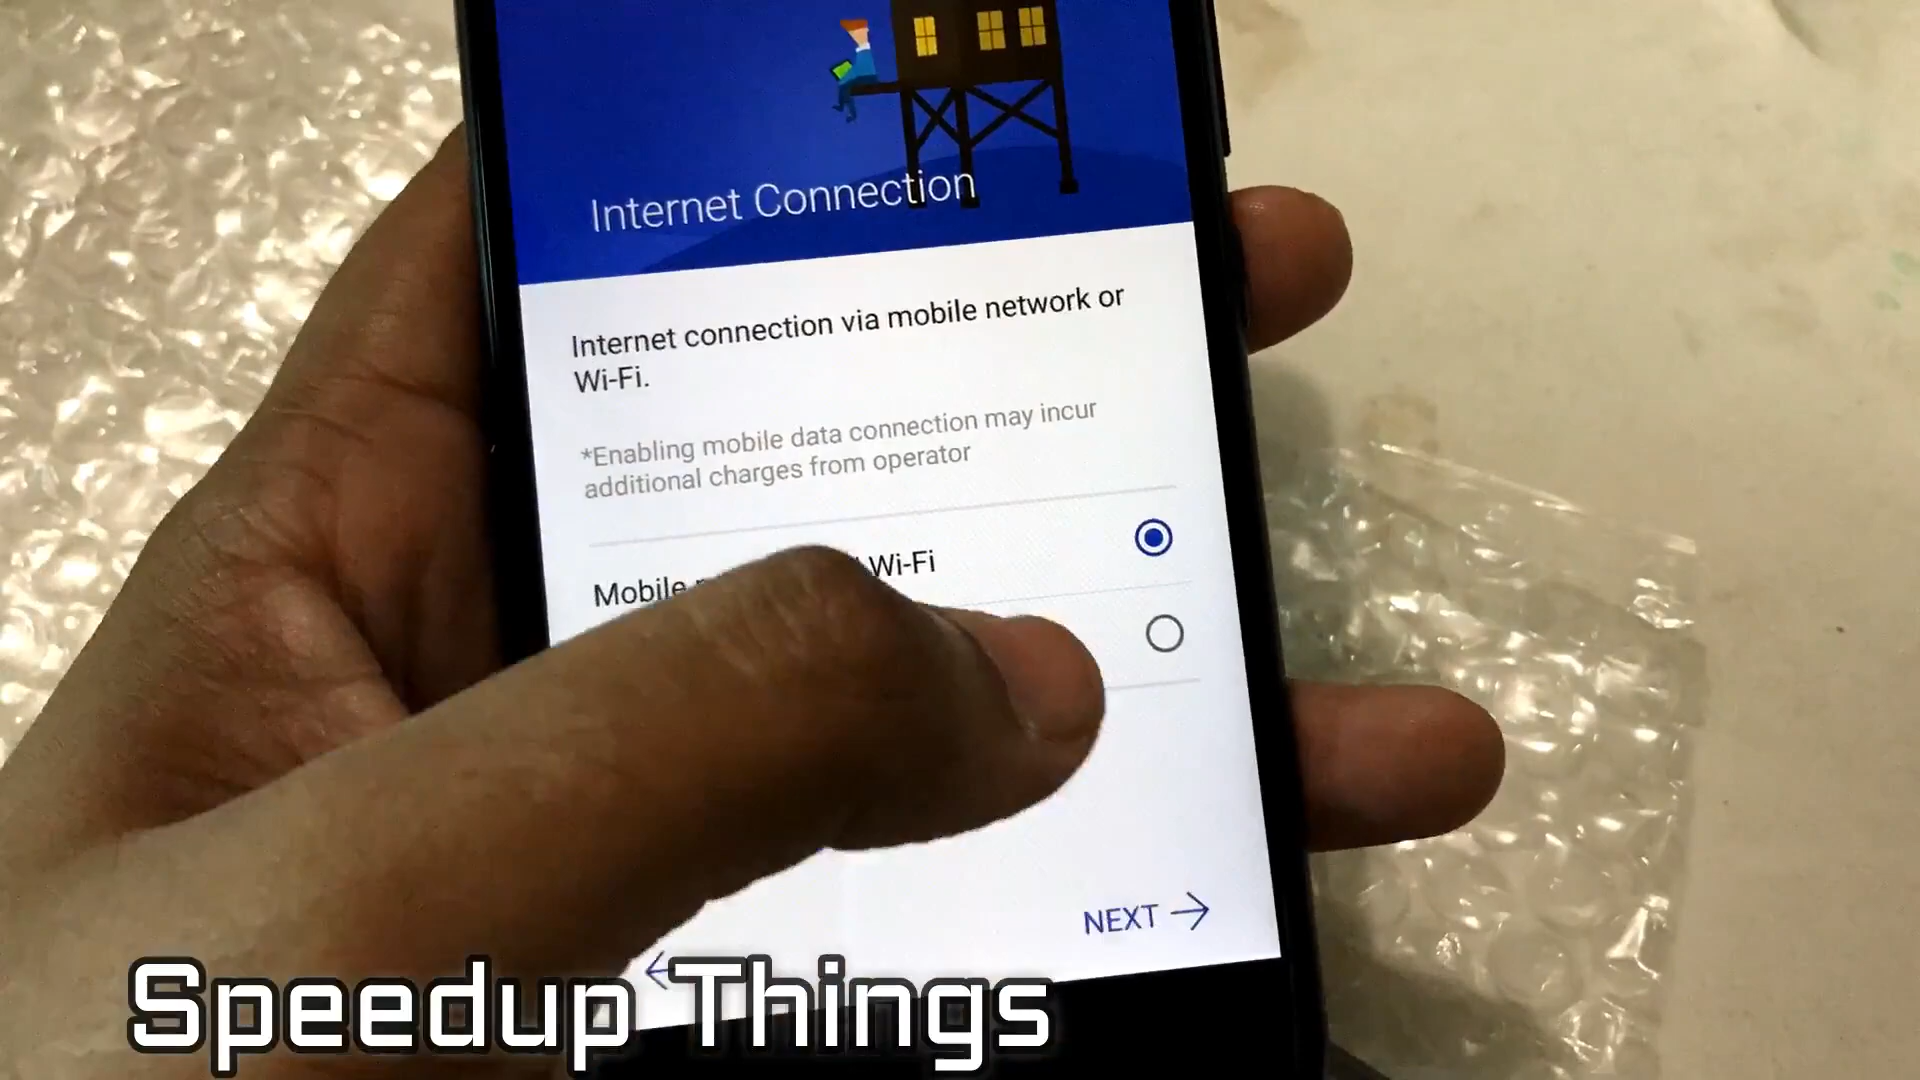 Internet Connection
Internet connection via mobile network or
Wi-Fi.
*Enabling mobile data connection may incur
additional charges from operator
Mobile Wi-Fi
NEXT
Speedup Things